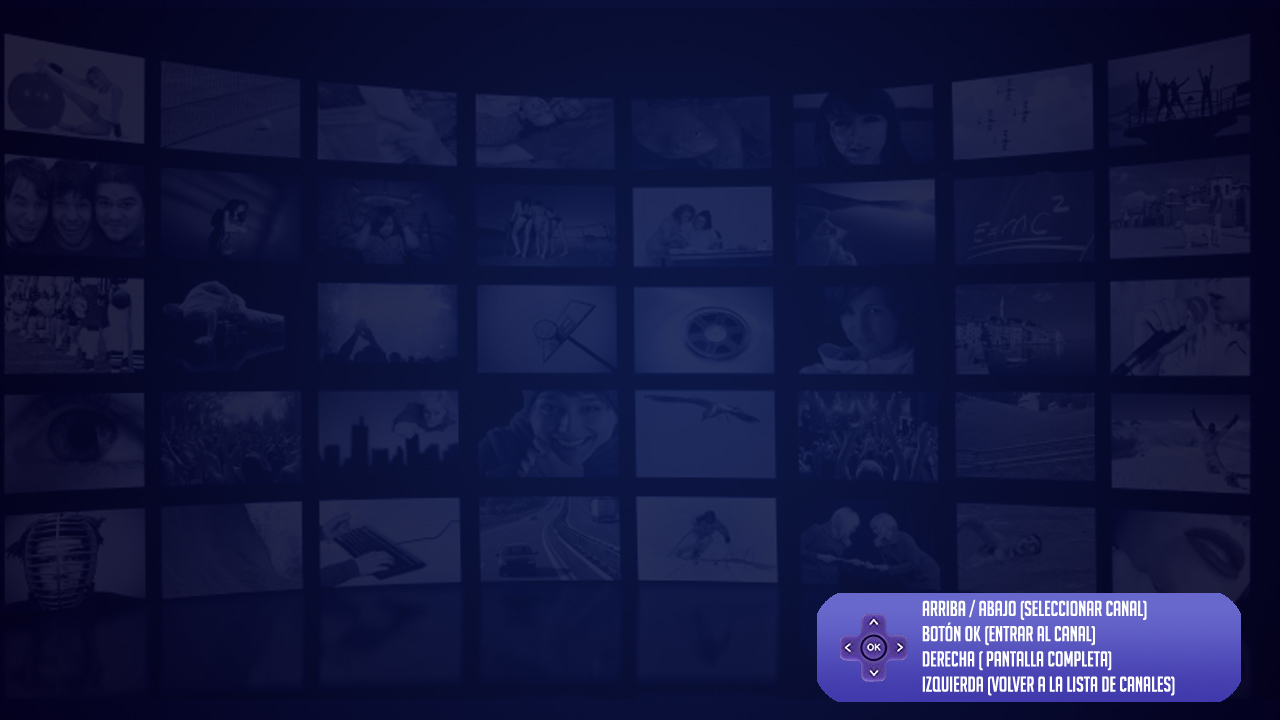 E=mc²
ARRIBA / ABAJO (SELECCIONAR CANAL)
OK
BOTÓN OK (ENTRAR AL CANAL)
DERECHA ( PANTALLA COMPLETA)
IZQUIERDA (VOLVER A LA LISTA DE CANALES)